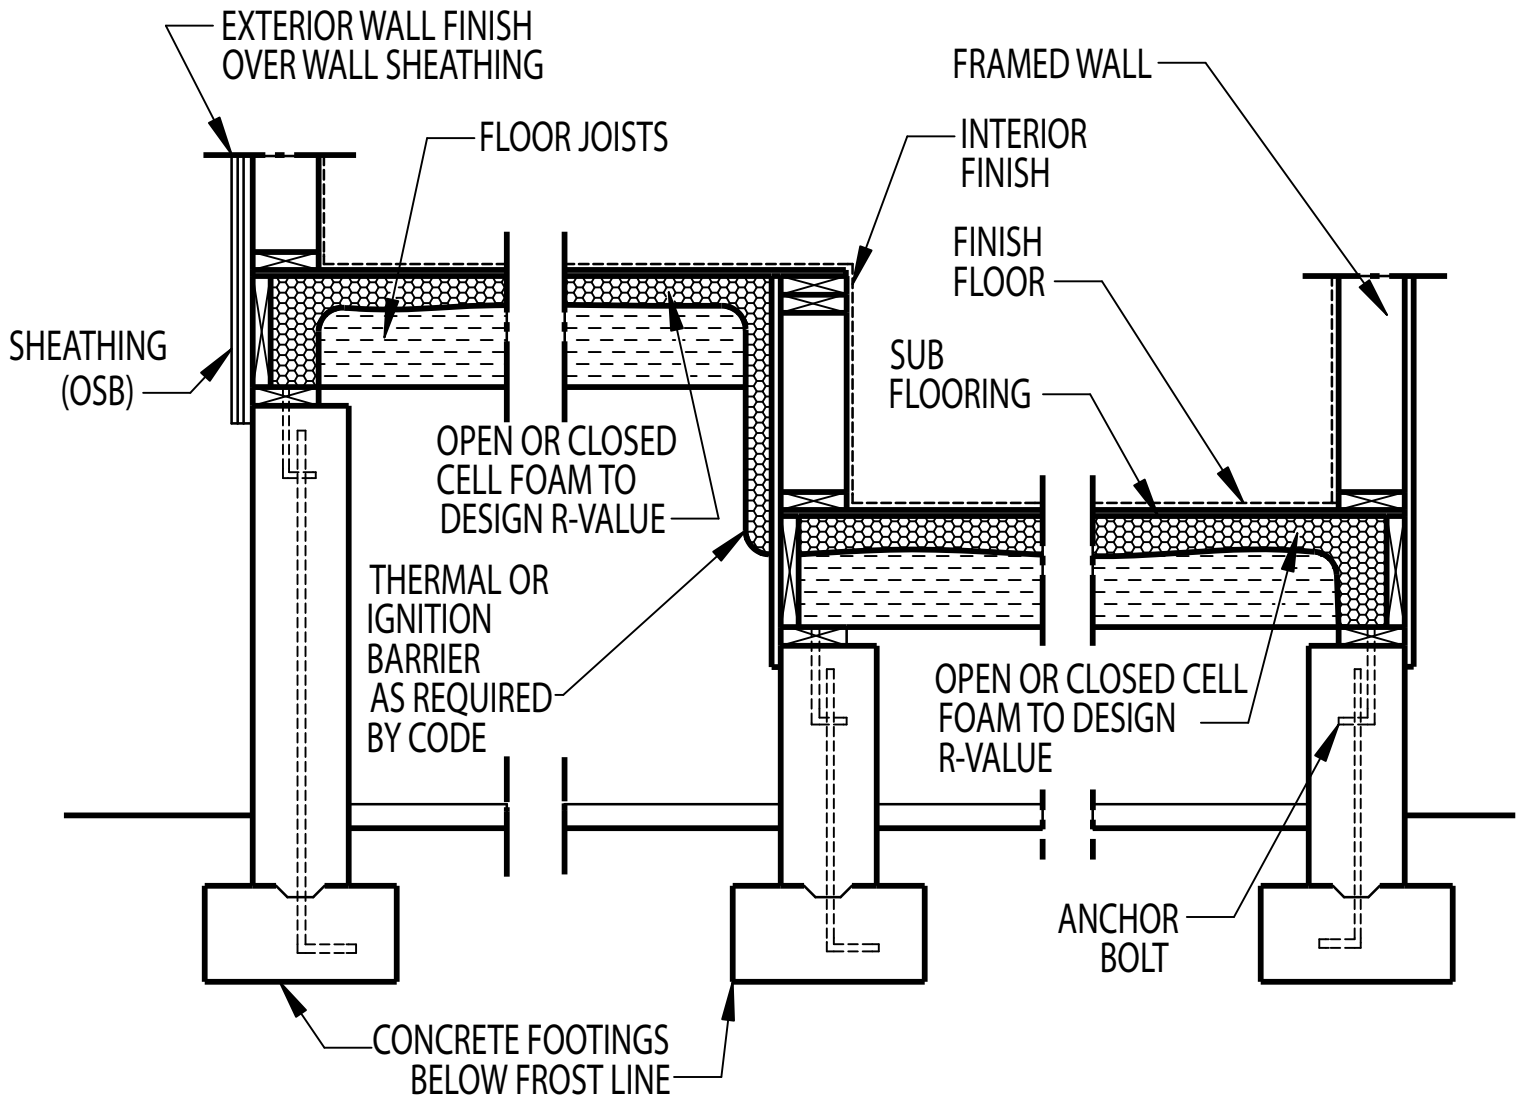 EXTERIOR WALL FINISH
OVER WALL SHEATHING
FRAMED WALL
FLOOR JOISTS
INTERIOR
FINISH
FINISH
FLOOR
SHEATHING
(OSB)
SUB
FLOORING
OPEN OR CLOSED
CELL FOAM TO
DESIGN R-VALUE
THERMAL OR
IGNITION
BARRIER
AS REQUIRED
BY CODE
OPEN OR CLOSED CELL
FOAM TO DESIGN
R-VALUE
ANCHOR
BOLT
CONCRETE FOOTINGS
BELOW FROST LINE